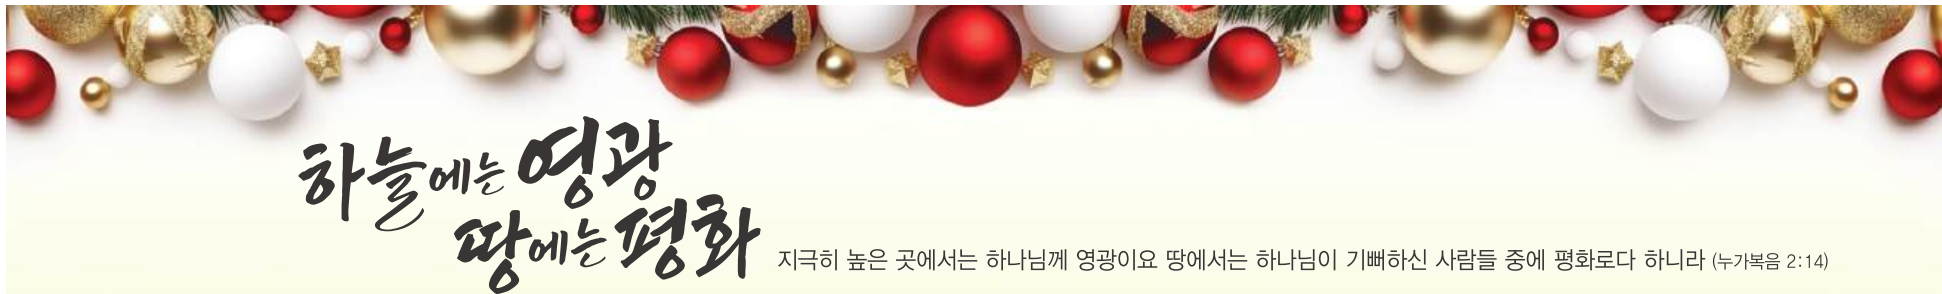 하늘에는 영광
땅에는 평화
지극히 높은 곳에서는 하나님께 영광이요 땅에서는 하나님이 기뻐하신 사람들 중에 평화로다 하니라 (누가복음 2:14)